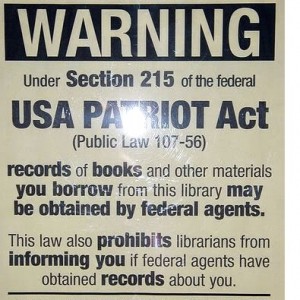 WARNING
Under Section 215 of the federal
USA PATRIOT Act
(Public Law 107-56)
records of books and other materials
you borrow from this library may
be obtained by federal agents.
This law also prohibits librarians from
informing you if federal agents have
obtained records about you.